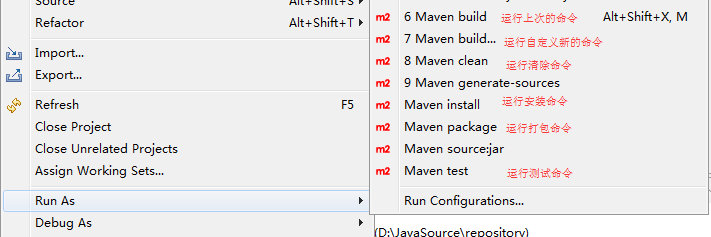 Source Alt+Shift+S
Refactor Alt+Shift+T
Import...
Export...
Refresh F5
Close Project
Close Unrelated Projects
Assign Working Sets...
Run As
Debug As
m2 6 Maven build 运行上次的命令 Alt+Shift+X, M
m2 7 Maven build... 运行自定义新的命令
m2 8 Maven clean 运行清除命令
m2 9 Maven generate-sources
m2 Maven install 运行安装命令
m2 Maven package 运行打包命令
m2 Maven source:jar
m2 Maven test 运行测试命令
Run Configurations...
(D:\JavaSource\repository)